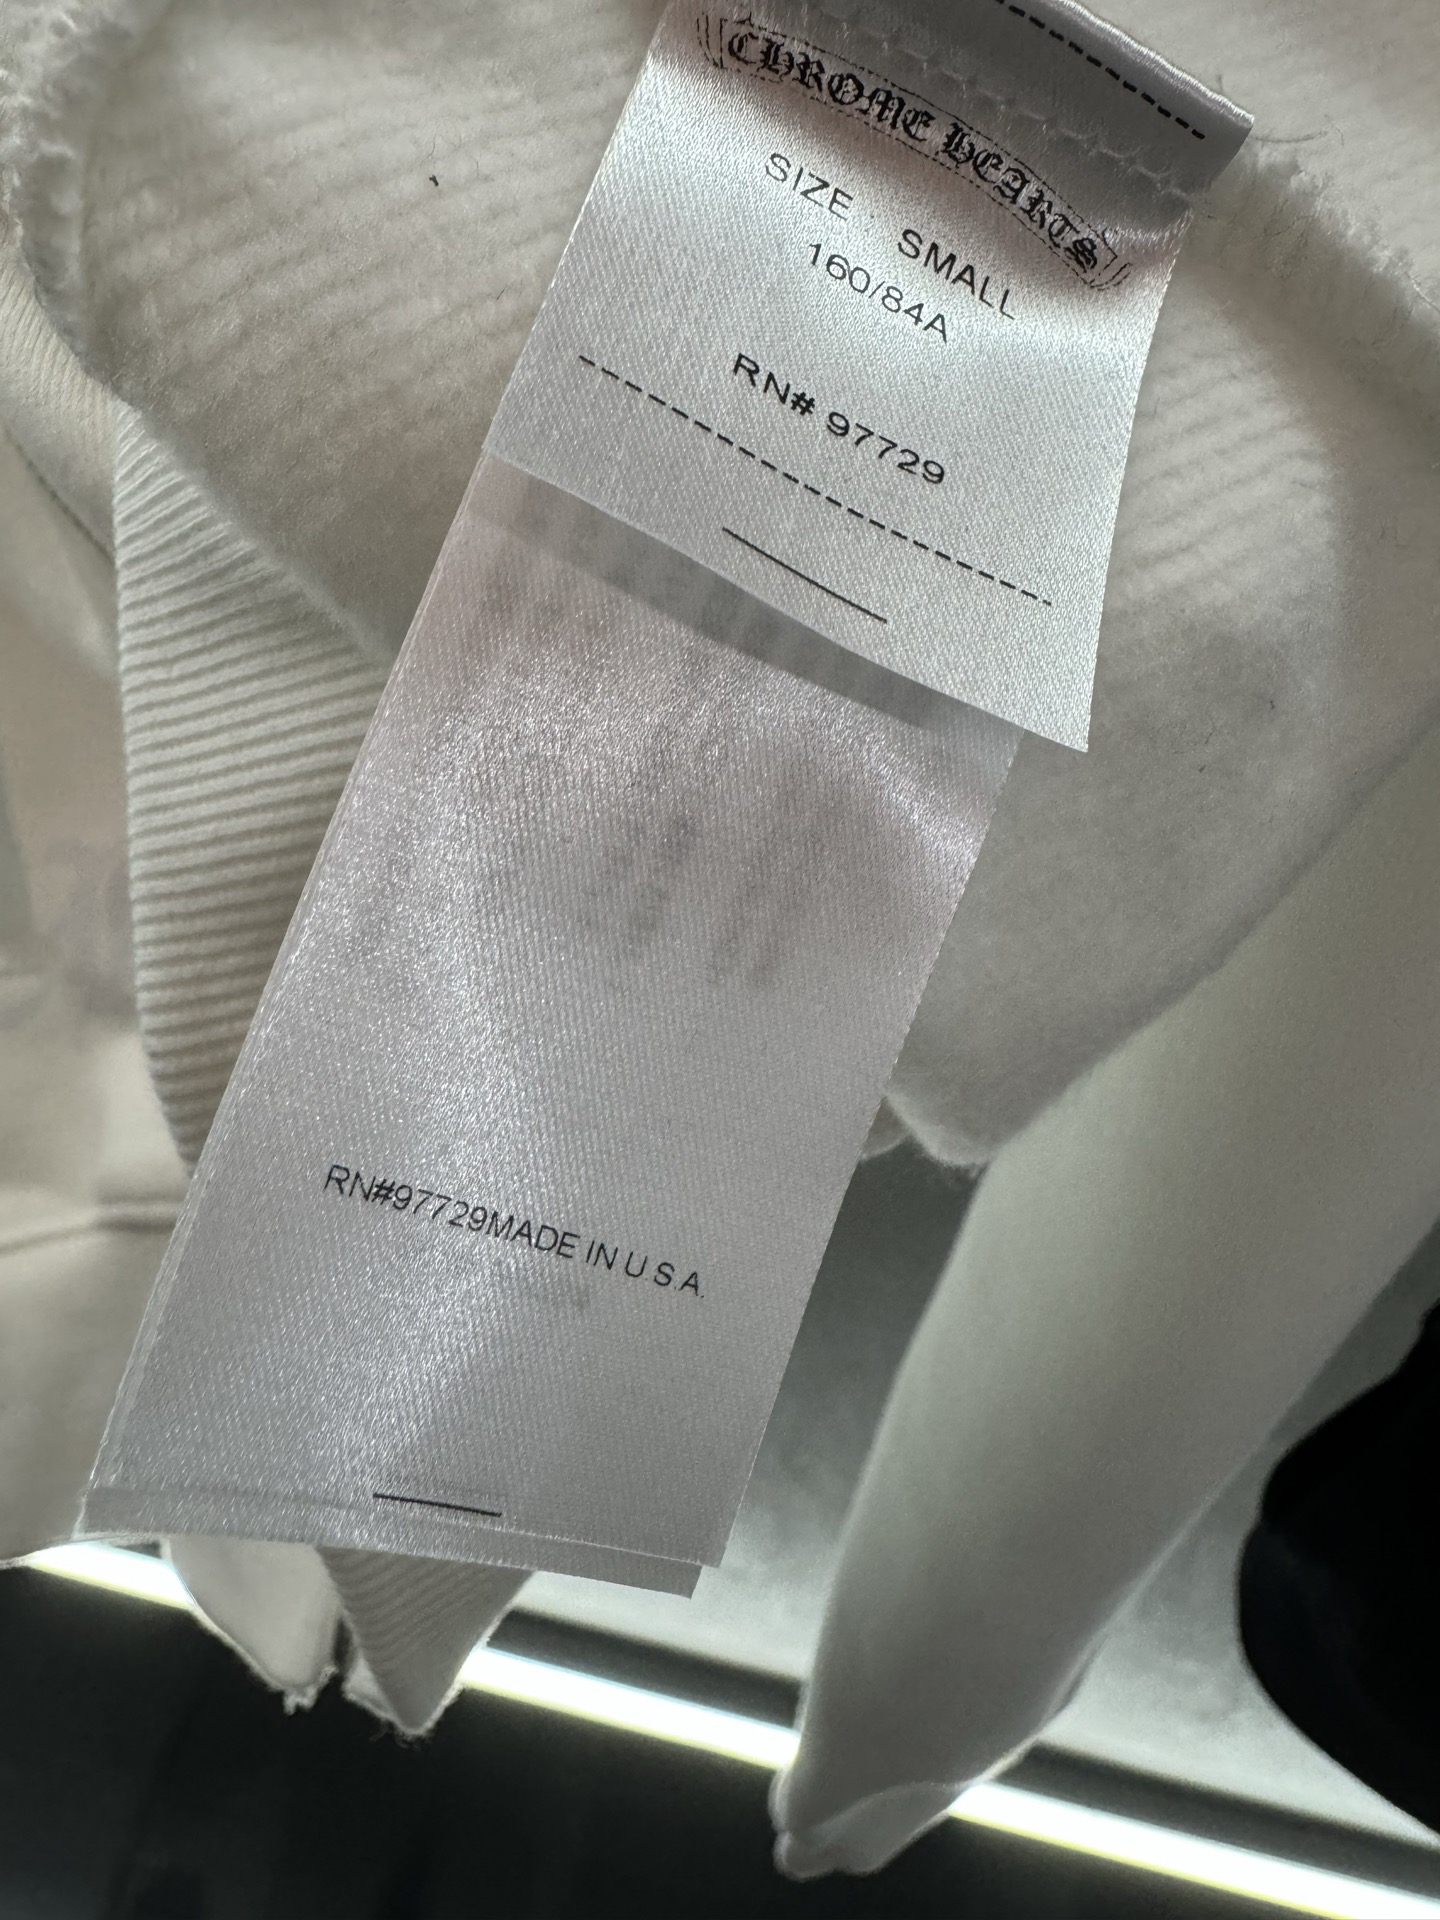 CHROME HEARTS
SIZE SMALL
160/84A
RN# 97729
RN#97729MADE IN U.S.A.